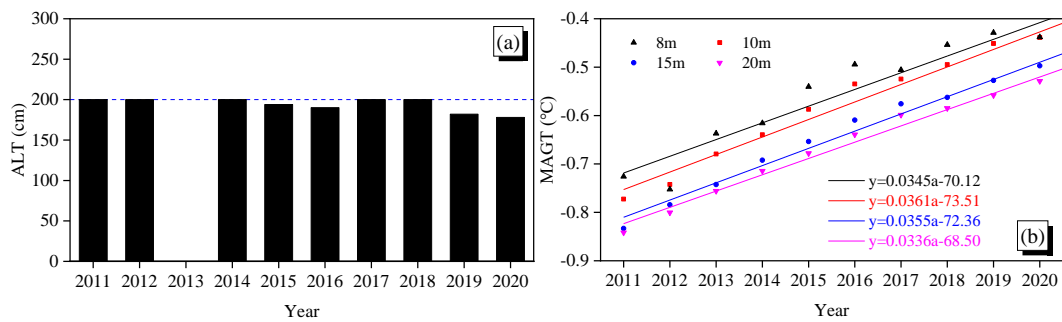 300
250
200
150
100
50
0
ALT (cm)
(a)
2011 2012 2013 2014 2015 2016 2017 2018 2019 2020
Year
-0.4
-0.5
-0.6
-0.7
-0.8
-0.9
MAGT (℃)
8m 10m
15m 20m
y=0.0345a-70.12
y=0.0361a-73.51
y=0.0355a-72.36
y=0.0336a-68.50
(b)
2011 2012 2013 2014 2015 2016 2017 2018 2019 2020
Year